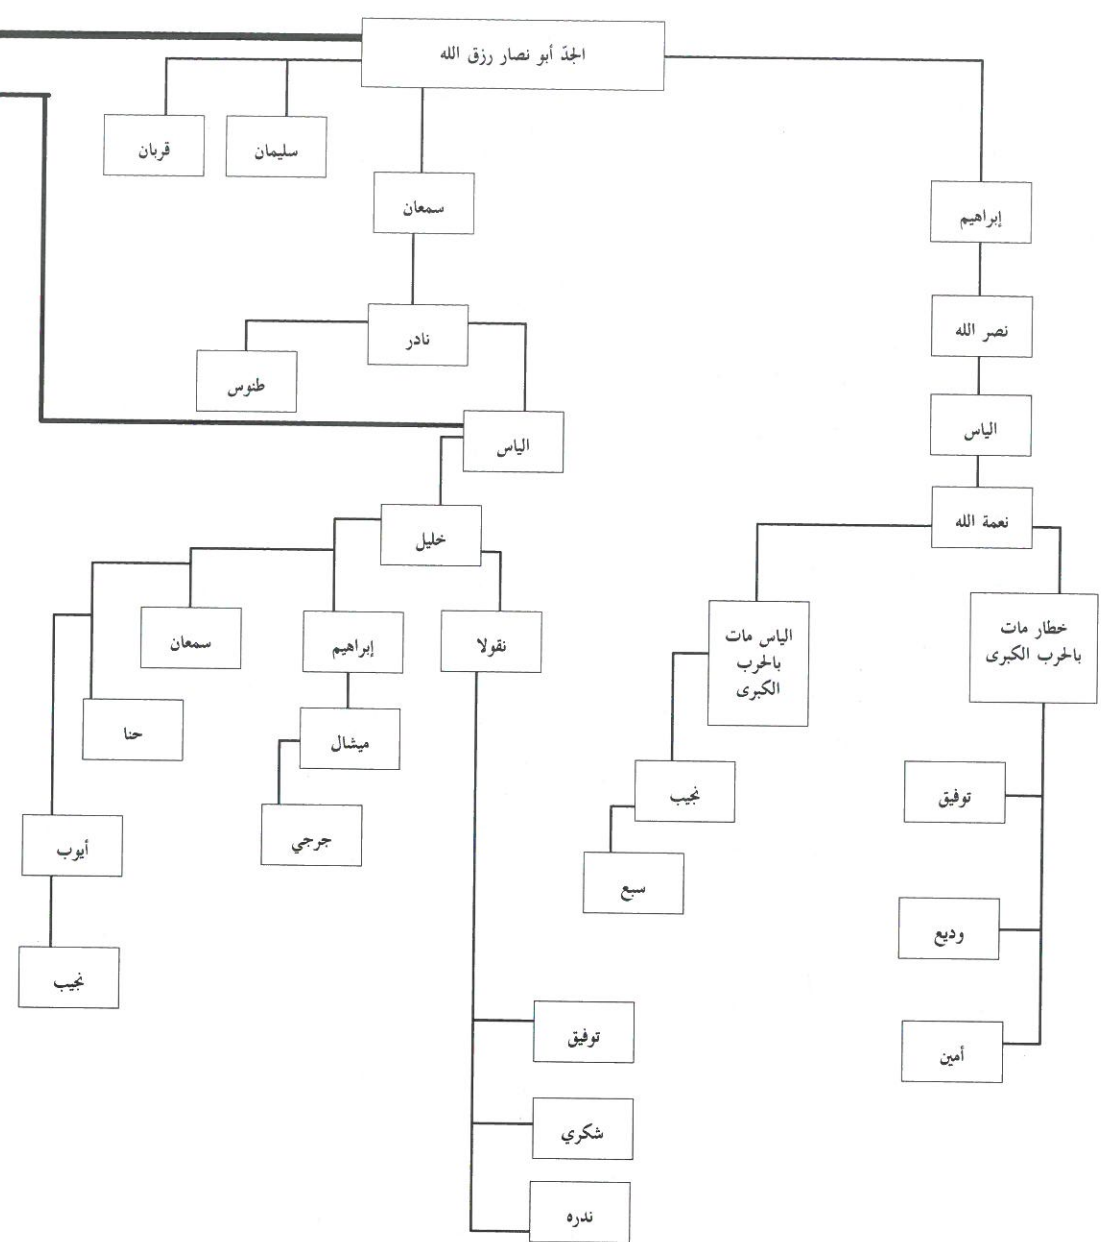 الجدّ أبو نصار رزق الله
قربان
سليمان
سمعان
إبراهيم
نادر
نصر الله
طنوس
الياس
الياس
خليل
نعمة الله
سمعان
إبراهيم
نقولا
الياس مات
بالحرب
الكبرى
خطار مات
بالحرب الكبرى
حنا
ميشال
نجيب
توفيق
جرجي
أيوب
سبع
وديع
نجيب
توفيق
أمين
شكري
ندره